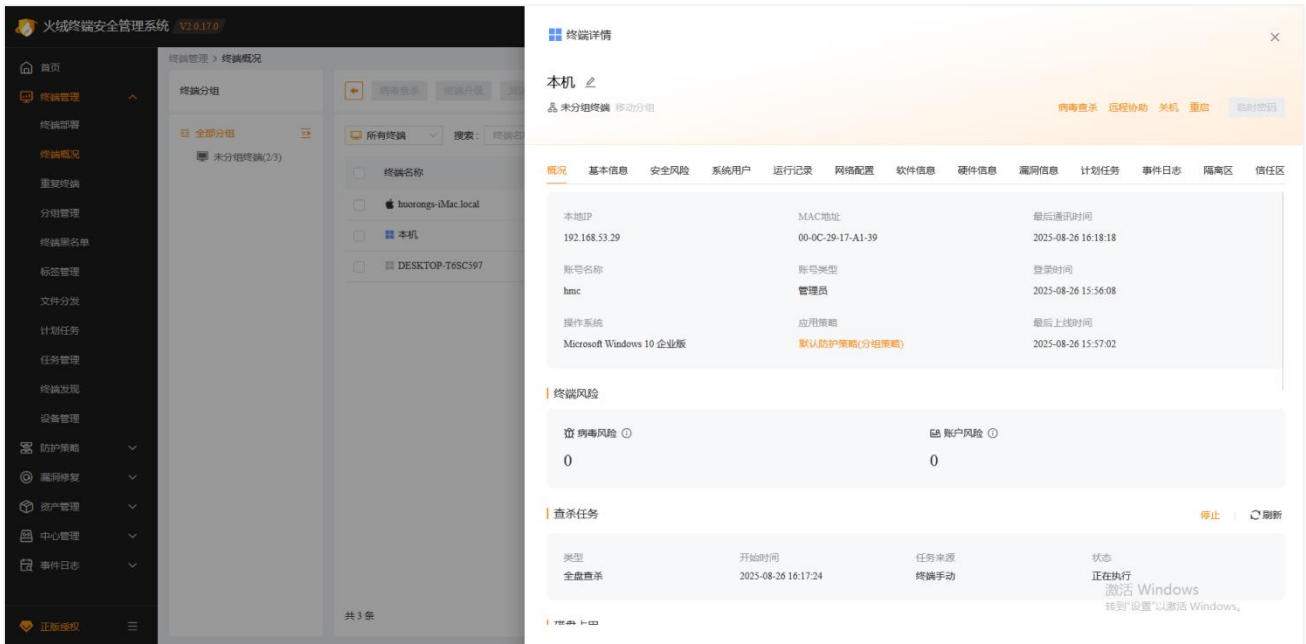 火绒终端安全管理系统 V2.0.17.0
首页
终端管理
终端部署
终端概况
重复终端
分组管理
终端黑名单
标签管理
文件分发
计划任务
任务管理
终端发现
设备管理
防护策略
漏洞修复
资产管理
中心管理
事件日志
正版授权
终端管理 > 终端概况
终端分组
全部分组
未分组终端(2/3)
病毒查杀 终端升级
所有终端 搜索: 终端名
终端名称
huorongs-iMac.local
本机
DESKTOP-T6SC597
共 3 条
终端详情
本机
未分组终端 移动分组
病毒查杀 远程协助 关机 重启 临时密码
概况 基本信息 安全风险 系统用户 运行记录 网络配置 软件信息 硬件信息 漏洞信息 计划任务 事件日志 隔离区 信任区
本地IP MAC地址 最后通讯时间
192.168.53.29 00-0C-29-17-A1-39 2025-08-26 16:18:18
账号名称 账号类型 登录时间
hmc 管理员 2025-08-26 15:56:08
操作系统 应用策略 最后上线时间
Microsoft Windows 10 企业版 默认防护策略(分组策略) 2025-08-26 15:57:02
终端风险
病毒风险 账户风险
0 0
查杀任务 停止 刷新
类型 开始时间 任务来源 状态
全盘查杀 2025-08-26 16:17:24 终端手动 正在执行
激活 Windows
转到"设置"以激活 Windows。